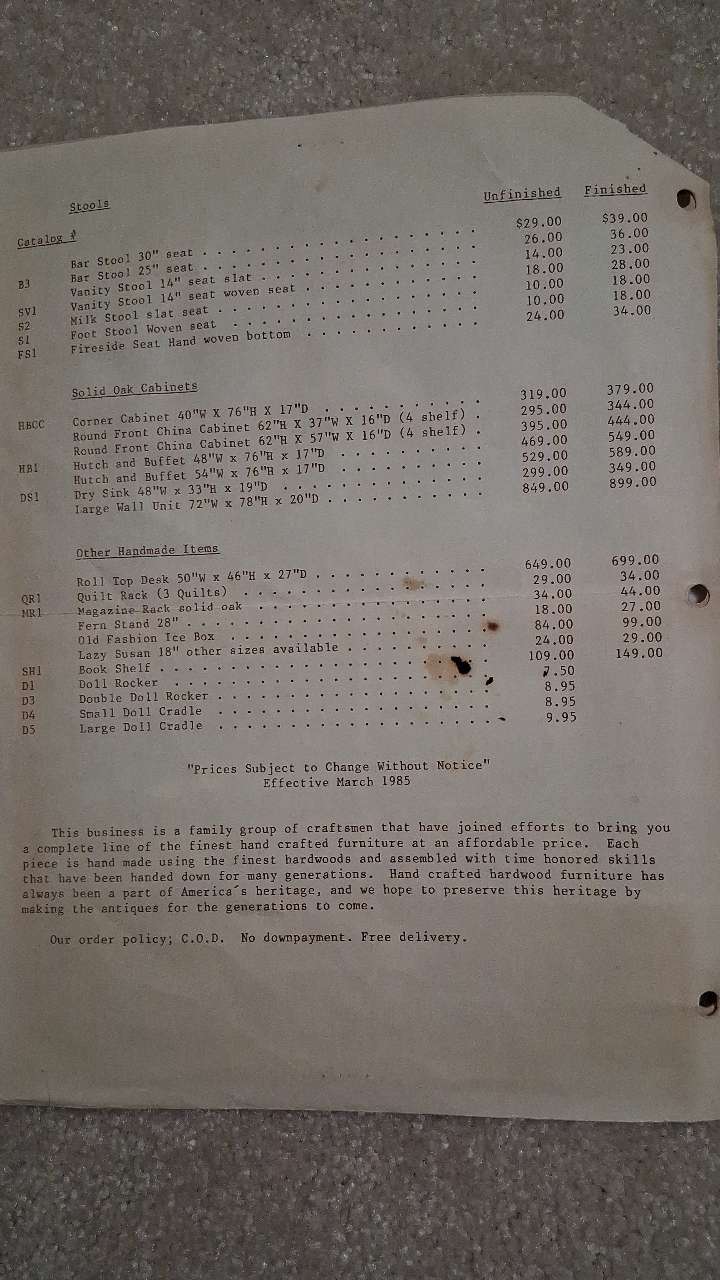 Stools Unfinished Finished
Catalog #
Bar Stool 30" seat . . . . . . . . . . . . . . . . . . . $29.00 $39.00
B3 Bar Stool 25" seat . . . . . . . . . . . . . . . . . . . 26.00 36.00
Vanity Stool 14" seat slat . . . . . . . . . . . . . . . 14.00 23.00
SV1 Vanity Stool 14" seat woven seat . . . . . . . . . . . . 18.00 28.00
S2 Milk Stool slat seat . . . . . . . . . . . . . . . . . . 10.00 18.00
S1 Foot Stool Woven seat . . . . . . . . . . . . . . . . . 10.00 18.00
FS1 Fireside Seat Hand woven bottom . . . . . . . . . . . . 24.00 34.00
Solid Oak Cabinets
HBCC Corner Cabinet 40"W X 76"H X 17"D . . . . . . . . . . . 319.00 379.00
Round Front China Cabinet 62"H X 37"W X 16"D (4 shelf) . 295.00 344.00
Round Front China Cabinet 62"H X 57"W X 16"D (4 shelf) . 395.00 444.00
HB1 Hutch and Buffet 48"W x 76"H x 17"D . . . . . . . . . . 469.00 549.00
Hutch and Buffet 54"W x 76"H x 17"D . . . . . . . . . . 529.00 589.00
DS1 Dry Sink 48"W x 33"H x 19"D . . . . . . . . . . . . . . 299.00 349.00
Large Wall Unit 72"W x 78"H x 20"D . . . . . . . . . . . 849.00 899.00
Other Handmade Items
Roll Top Desk 50"W x 46"H x 27"D . . . . . . . . . . . . 649.00 699.00
QR1 Quilt Rack (3 Quilts) . . . . . . . . . . . . . . . . . 29.00 34.00
MR1 Magazine Rack solid oak . . . . . . . . . . . . . . . . 34.00 44.00
Fern Stand 28" . . . . . . . . . . . . . . . . . . . . . 18.00 27.00
Old Fashion Ice Box . . . . . . . . . . . . . . . . . . 84.00 99.00
Lazy Susan 18" other sizes available . . . . . . . . . . 24.00 29.00
SH1 Book Shelf . . . . . . . . . . . . . . . . . . . . . . . 109.00 149.00
D1 Doll Rocker . . . . . . . . . . . . . . . . . . . . . . 7.50
D3 Double Doll Rocker . . . . . . . . . . . . . . . . . . . 8.95
D4 Small Doll Cradle . . . . . . . . . . . . . . . . . . . 8.95
D5 Large Doll Cradle . . . . . . . . . . . . . . . . . . . 9.95
"Prices Subject to Change Without Notice"
Effective March 1985
This business is a family group of craftsmen that have joined efforts to bring you
a complete line of the finest hand crafted furniture at an affordable price. Each
piece is hand made using the finest hardwoods and assembled with time honored skills
that have been handed down for many generations. Hand crafted hardwood furniture has
always been a part of America's heritage, and we hope to preserve this heritage by
making the antiques for the generations to come.
Our order policy; C.O.D. No downpayment. Free delivery.